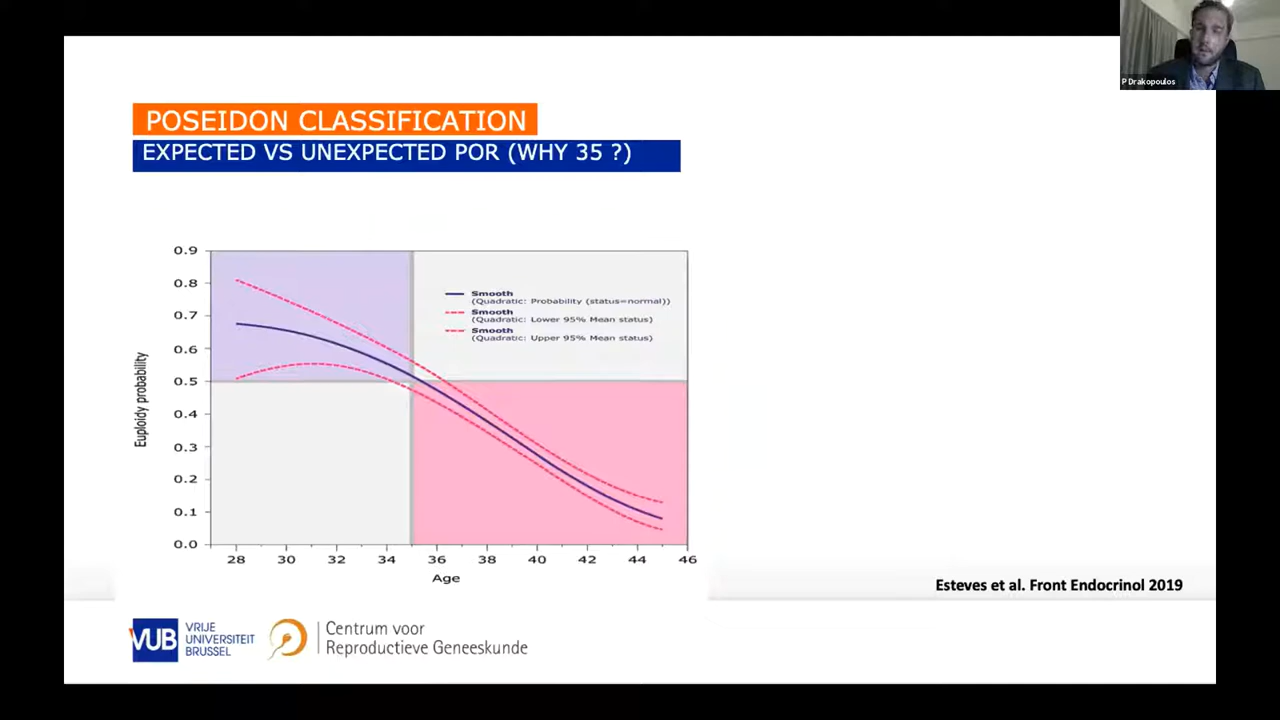 P Drakopoulos
POSEIDON CLASSIFICATION
EXPECTED VS UNEXPECTED POR (WHY 35 ?)
0.9
0.8
0.7
0.6
0.5
0.4
0.3
0.2
0.1
0.0
Euploidy probability
Smooth
(Quadratic: Probability (status=normal))
Smooth
(Quadratic: Lower 95% Mean status)
Smooth
(Quadratic: Upper 95% Mean status)
28 30 32 34 36 38 40 42 44 46
Age
Esteves et al. Front Endocrinol 2019
VUB
VRIJE
UNIVERSITEIT
BRUSSEL
Centrum voor
Reproductieve Geneeskunde